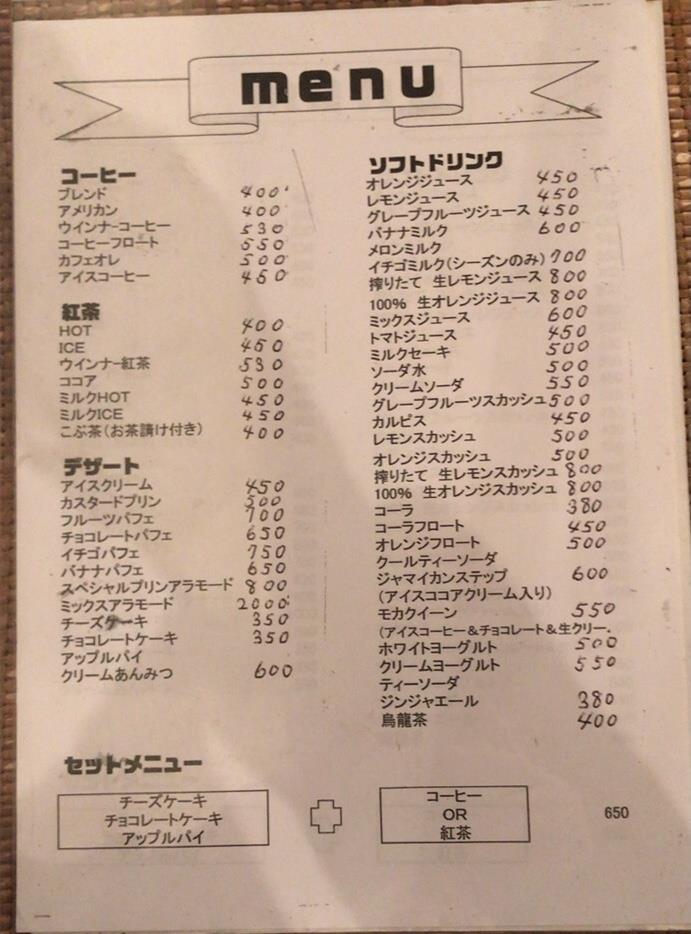 menu
コーヒー
ブレンド 400
アメリカン 400
ウインナーコーヒー 530
コーヒーフロート 550
カフェオレ 500
アイスコーヒー 450
紅茶
HOT 400
ICE 450
ウインナー紅茶 530
ココア 500
ミルクHOT 450
ミルクICE 450
こぶ茶(お茶請け付き) 400
デザート
アイスクリーム 450
カスタードプリン 500
フルーツパフェ 700
チョコレートパフェ 650
イチゴパフェ 750
バナナパフェ 650
スペシャルプリンアラモード 800
ミックスアラモード 2000
チーズケーキ 350
チョコレートケーキ 350
アップルパイ
クリームあんみつ 600
ソフトドリンク
オレンジジュース 450
レモンジュース 450
グレープフルーツジュース 450
バナナミルク 600
メロンミルク
イチゴミルク(シーズンのみ) 700
搾りたて 生レモンジュース 800
100% 生オレンジジュース 800
ミックスジュース 600
トマトジュース 450
ミルクセーキ 500
ソーダ水 500
クリームソーダ 550
グレープフルーツスカッシュ 500
カルピス 450
レモンスカッシュ 500
オレンジスカッシュ 500
搾りたて 生レモンスカッシュ 800
100% 生オレンジスカッシュ 800
コーラ 380
コーラフロート 450
オレンジフロート 500
クールティーソーダ
ジャマイカンステップ 600
(アイスココアクリーム入り)
モカクイーン 550
(アイスコーヒー&チョコレート&生クリー.
ホワイトヨーグルト 500
クリームヨーグルト 550
ティーソーダ
ジンジャエール 380
烏龍茶 400
セットメニュー
チーズケーキ
チョコレートケーキ
アップルパイ
コーヒー
OR
紅茶
650